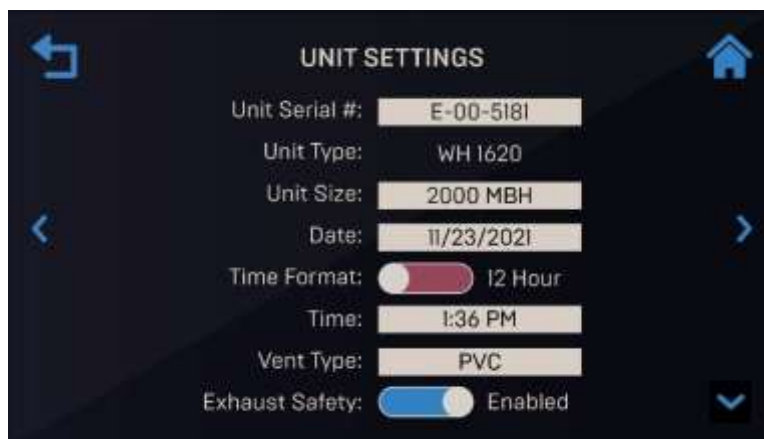 UNIT SETTINGS
Unit Serial #: E-00-5181
Unit Type: WH 1620
Unit Size: 2000 MBH
Date: 11/23/2021
Time Format: 12 Hour
Time: 1:36 PM
Vent Type: PVC
Exhaust Safety: Enabled